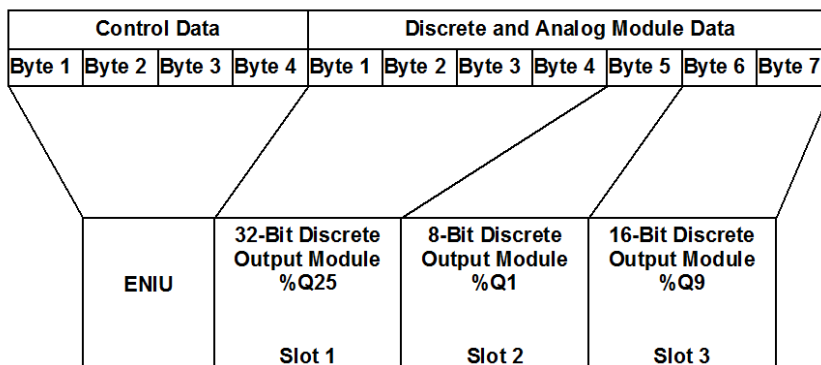 Control Data Discrete and Analog Module Data
Byte 1 Byte 2 Byte 3 Byte 4 Byte 1 Byte 2 Byte 3 Byte 4 Byte 5 Byte 6 Byte 7
ENIU
32-Bit Discrete
Output Module
%Q25
Slot 1
8-Bit Discrete
Output Module
%Q1
Slot 2
16-Bit Discrete
Output Module
%Q9
Slot 3